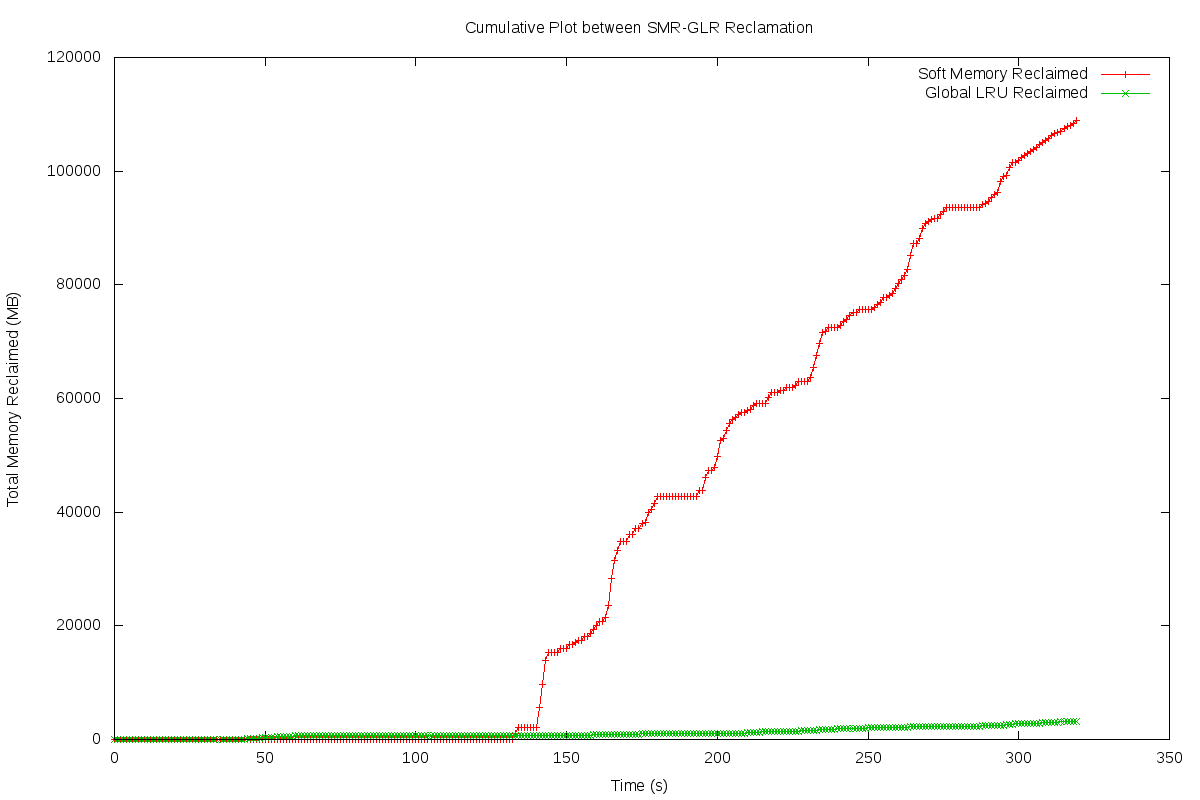 Cumulative Plot between SMR-GLR Reclamation
120000
100000
80000
60000
40000
20000
0
Total Memory Reclaimed (MB)
Soft Memory Reclaimed
Global LRU Reclaimed
0 50 100 150 200 250 300 350
Time (s)